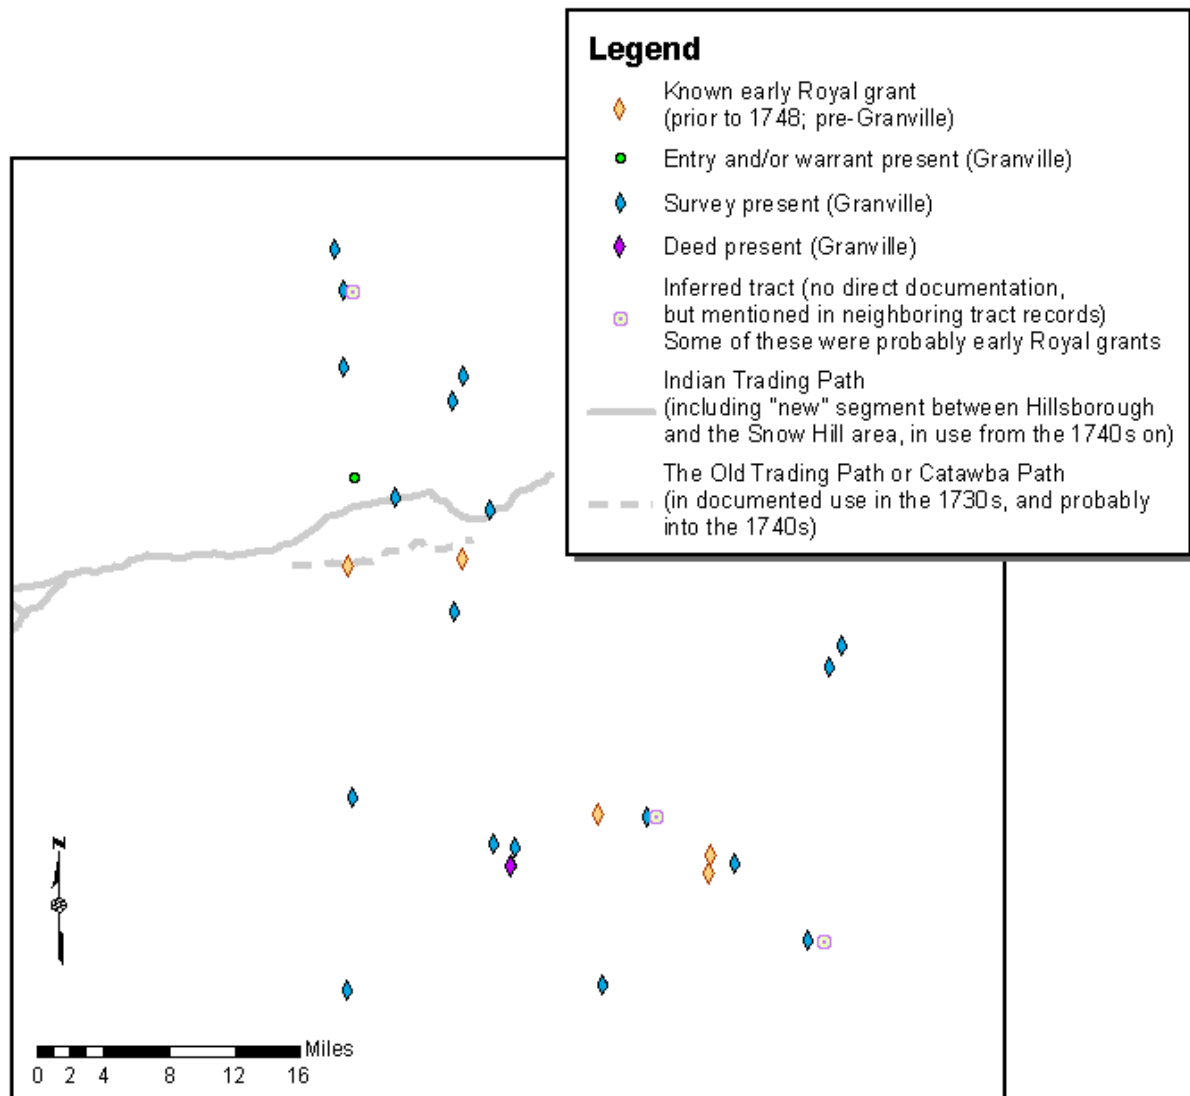 Legend
Known early Royal grant
(prior to 1748; pre-Granville)
Entry and/or warrant present (Granville)
Survey present (Granville)
Deed present (Granville)
Inferred tract (no direct documentation,
but mentioned in neighboring tract records)
Some of these were probably early Royal grants
Indian Trading Path
(including "new" segment between Hillsborough
and the Snow Hill area, in use from the 1740s on)
The Old Trading Path or Catawba Path
(in documented use in the 1730s, and probably
into the 1740s)
N
Miles
0 2 4 8 12 16